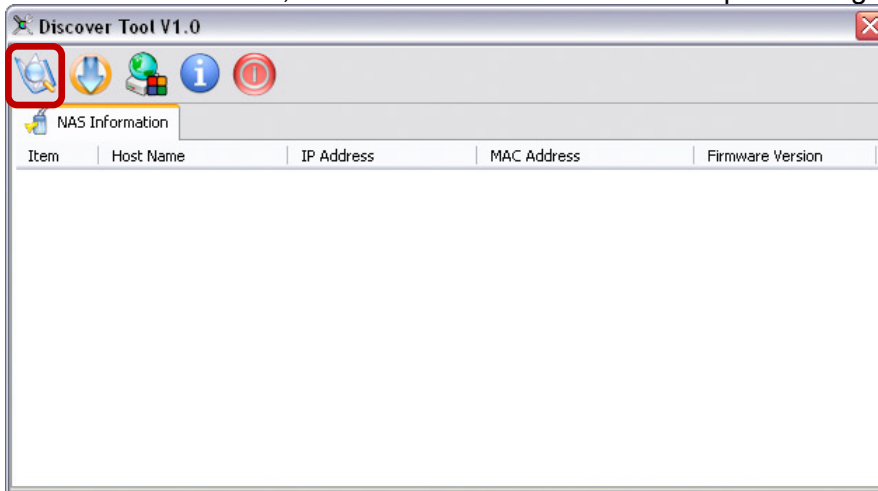 Discover Tool V1.0
NAS Information
Item Host Name IP Address MAC Address Firmware Version